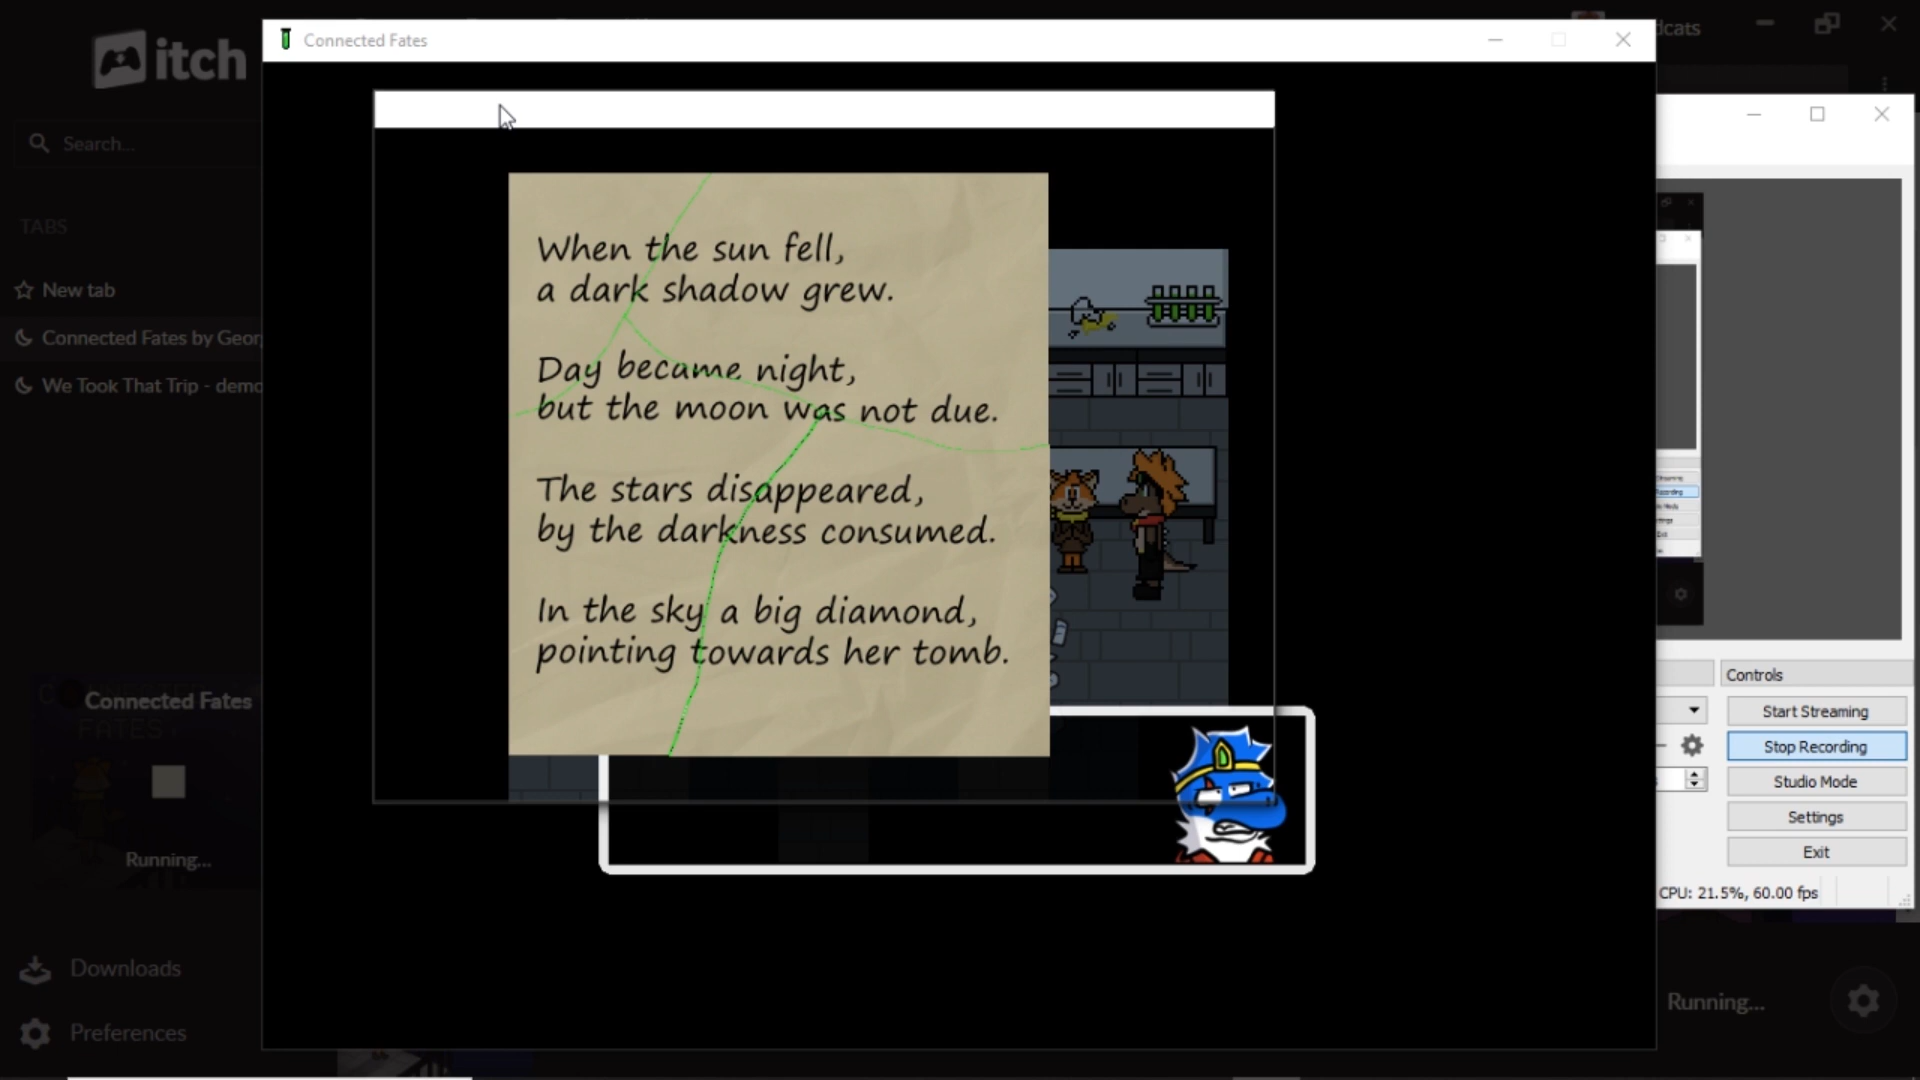 itch
Search...
TABS
New tab
Connected Fates by Geor
We Took That Trip - demo
Connected Fates
FATES
Running...
Downloads
Preferences
Connected Fates
When the sun fell,
a dark shadow grew.
Day became night,
but the moon was not due.
The stars disappeared,
by the darkness consumed.
In the sky a big diamond,
pointing towards her tomb.
dcats
Controls
Start Streaming
Stop Recording
Studio Mode
Settings
Exit
CPU: 21.5%, 60.00 fps
Running...